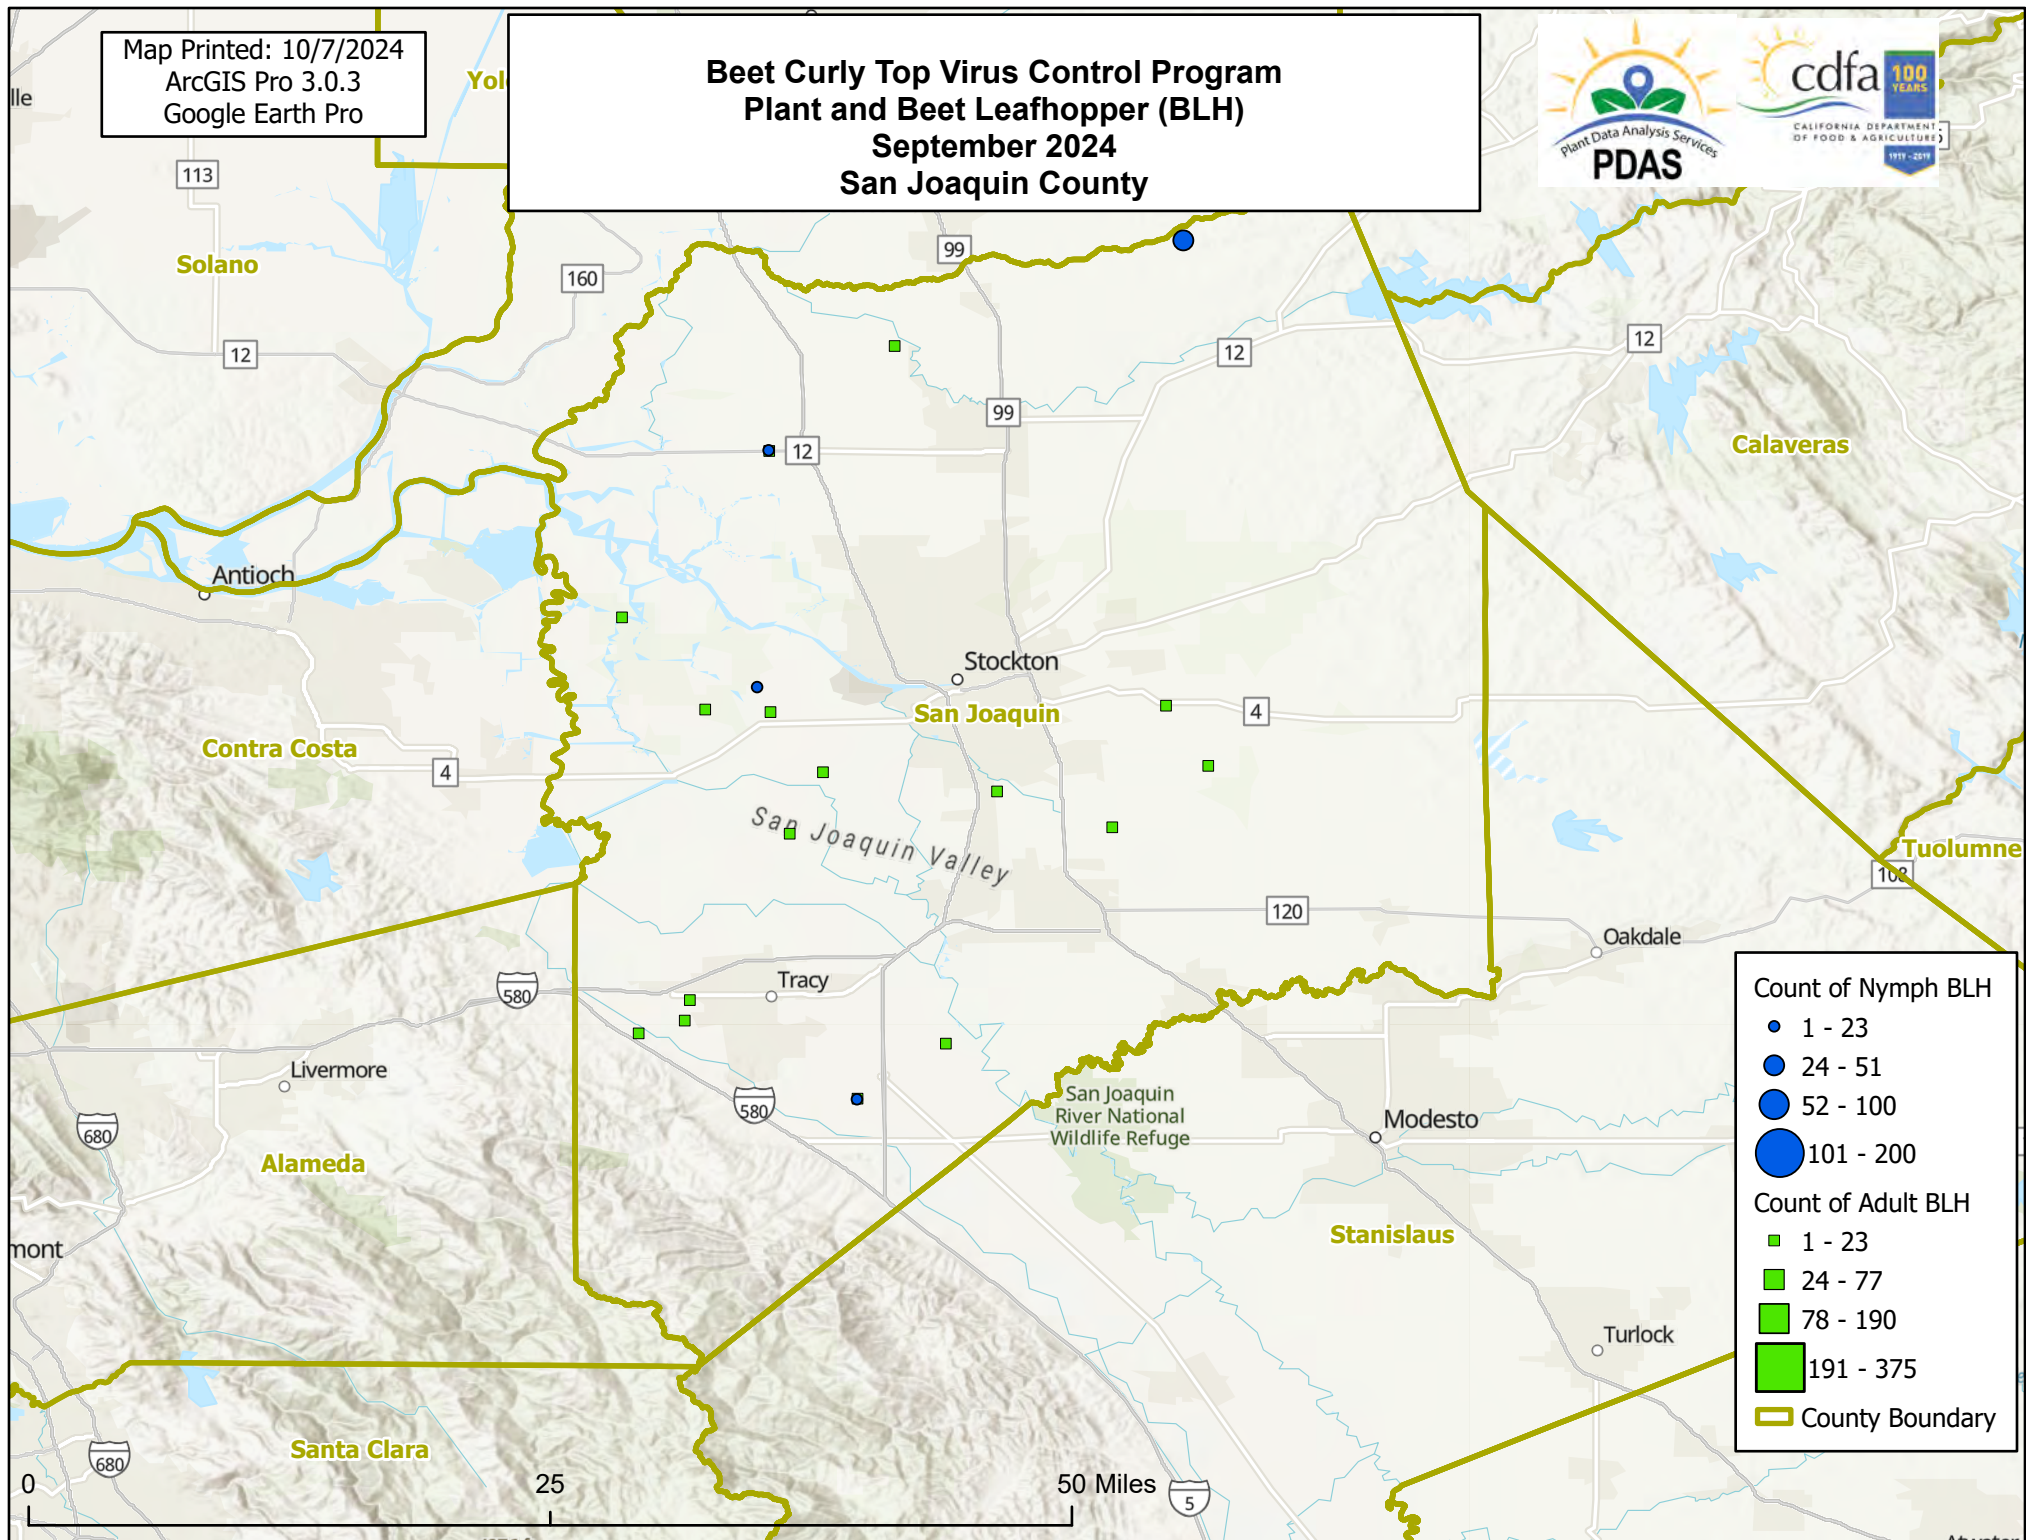 Map Printed: 10/7/2024
ArcGIS Pro 3.0.3
Google Earth Pro
Beet Curly Top Virus Control Program
Plant and Beet Leafhopper (BLH)
September 2024
San Joaquin County
Plant Data Analysis Services
PDAS
cdfa
100
YEARS
CALIFORNIA DEPARTMENT
OF FOOD & AGRICULTURE
1919 - 2019
lle
Yol
113
99
Solano
160
12
12
12
99
Calaveras
12
Antioch
Stockton
San Joaquin
4
Contra Costa
4
San Joaquin Valley
Tuolumne
108
120
Oakdale
Tracy
580
Livermore
580
San Joaquin
River National
Wildlife Refuge
Modesto
680
Alameda
mont
Stanislaus
Turlock
Santa Clara
680
5
0
25
50 Miles
Count of Nymph BLH
1 - 23
24 - 51
52 - 100
101 - 200
Count of Adult BLH
1 - 23
24 - 77
78 - 190
191 - 375
County Boundary